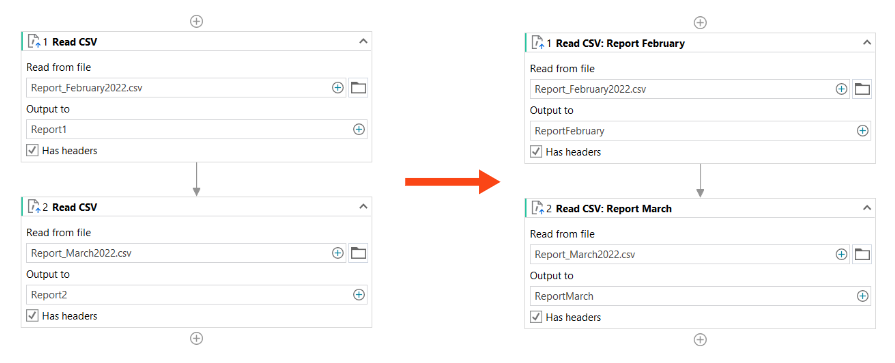 1 Read CSV
Read from file
Report_February2022.csv
Output to
Report1
Has headers
2 Read CSV
Read from file
Report_March2022.csv
Output to
Report2
Has headers
1 Read CSV: Report February
Read from file
Report_February2022.csv
Output to
ReportFebruary
Has headers
2 Read CSV: Report March
Read from file
Report_March2022.csv
Output to
ReportMarch
Has headers